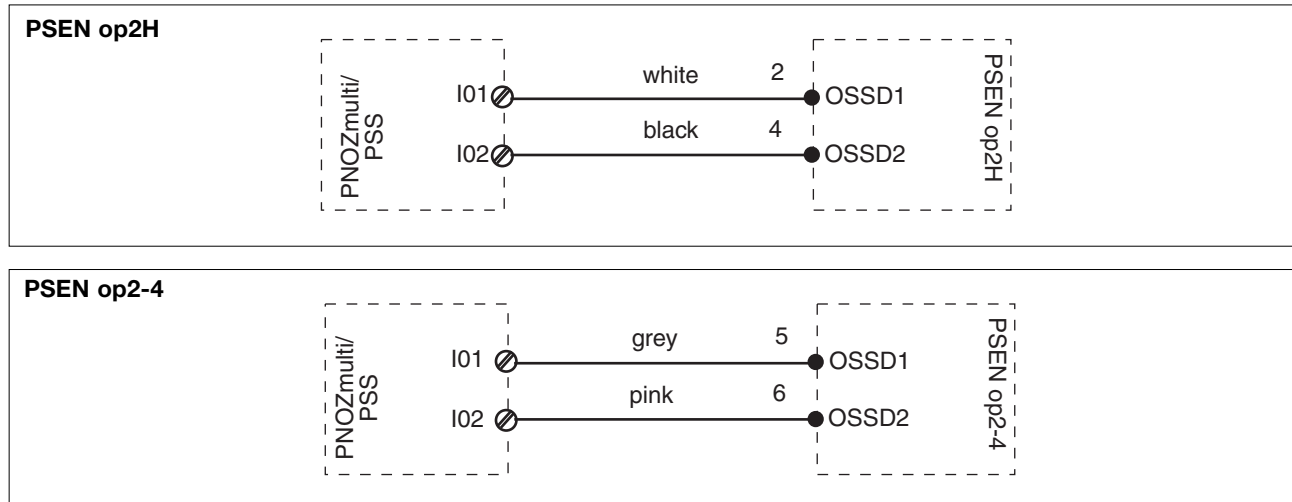 PSEN op2H
PNOZmulti/
PSS
I01
white
2
OSSD1
I02
black
4
OSSD2
PSEN op2H
PSEN op2-4
PNOZmulti/
PSS
I01
grey
5
OSSD1
I02
pink
6
OSSD2
PSEN op2-4